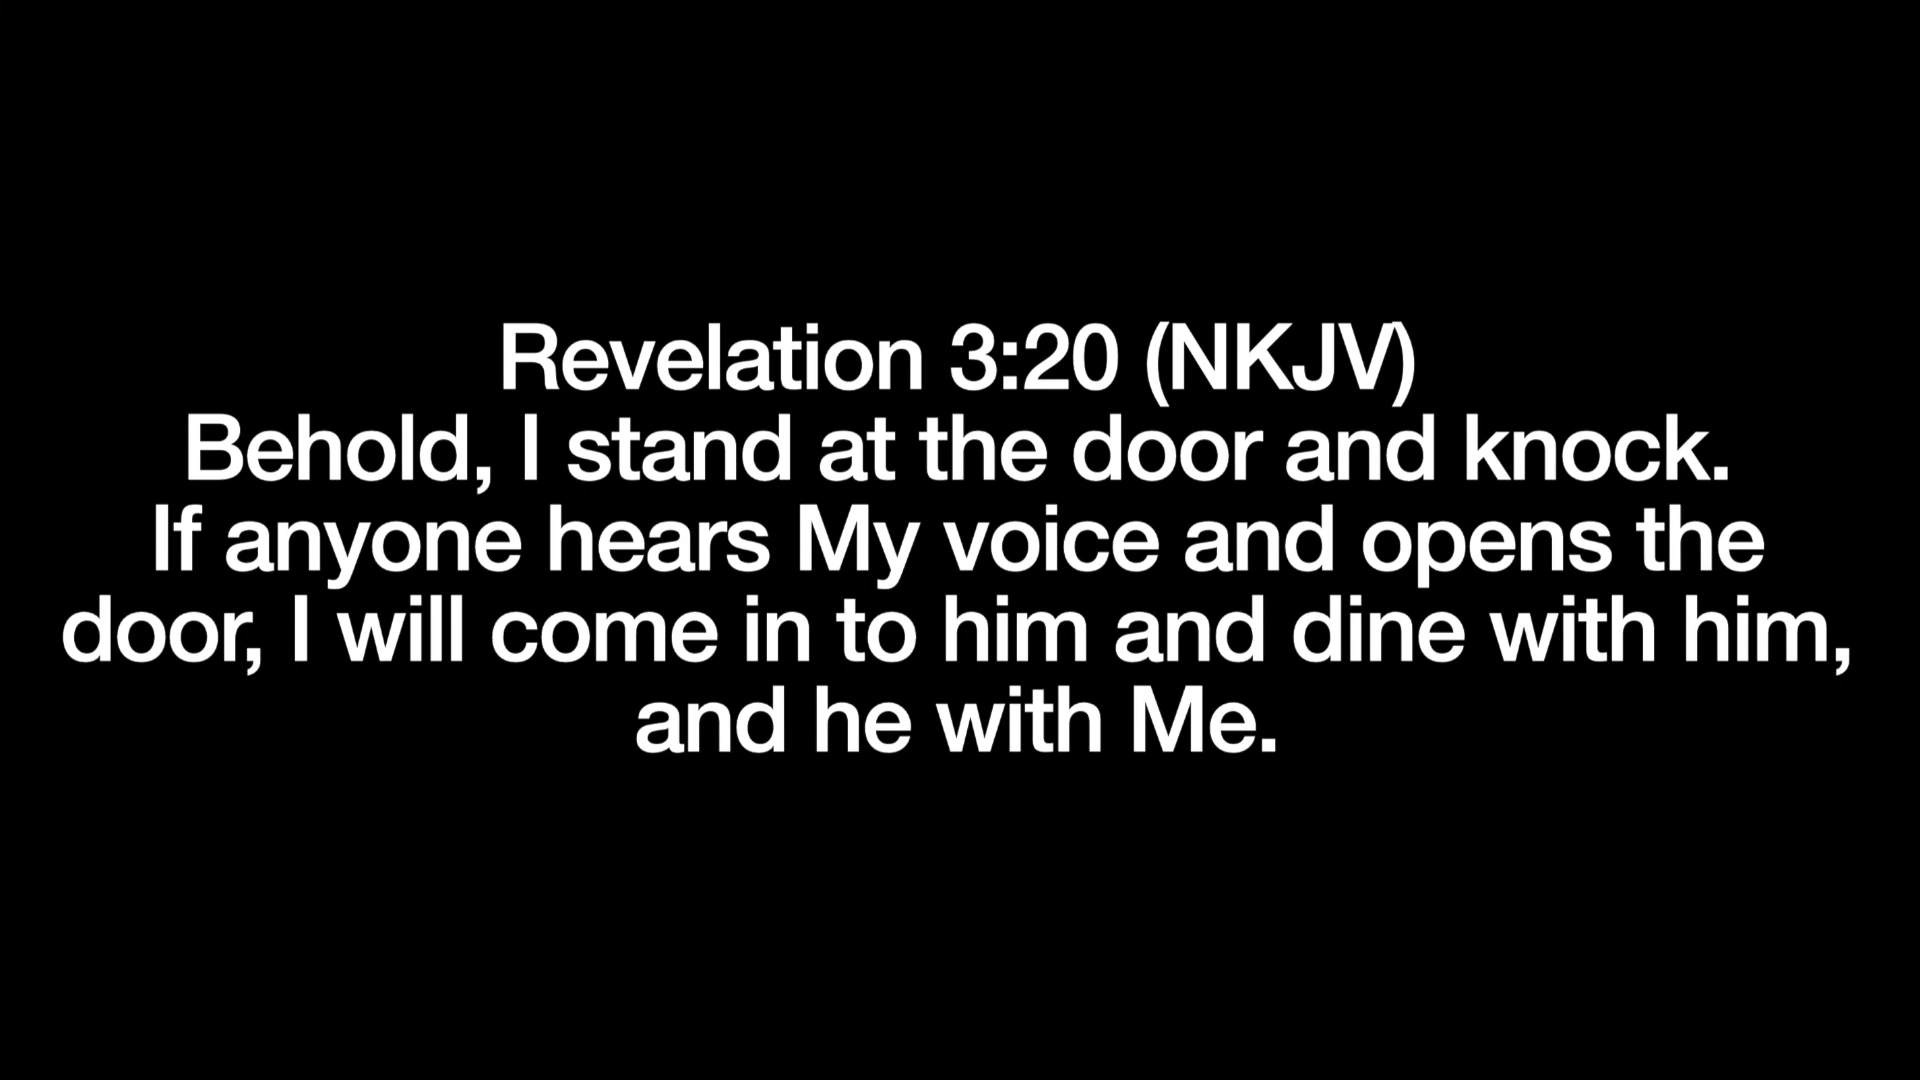 Revelation 3:20 (NKJV)
Behold, I stand at the door and knock.
If anyone hears My voice and opens the
door, I will come in to him and dine with him,
and he with Me.